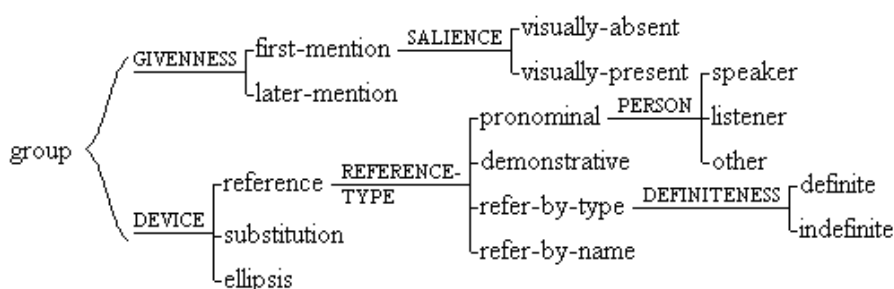 visually-absent
SALIENCE
first-mention
GIVENNESS
visually-present
speaker
later-mention
PERSON
pronominal
listener
group
demonstrative
other
reference
REFERENCE-
TYPE
definite
DEFINITENESS
refer-by-type
DEVICE
indefinite
substitution
refer-by-name
ellipsis